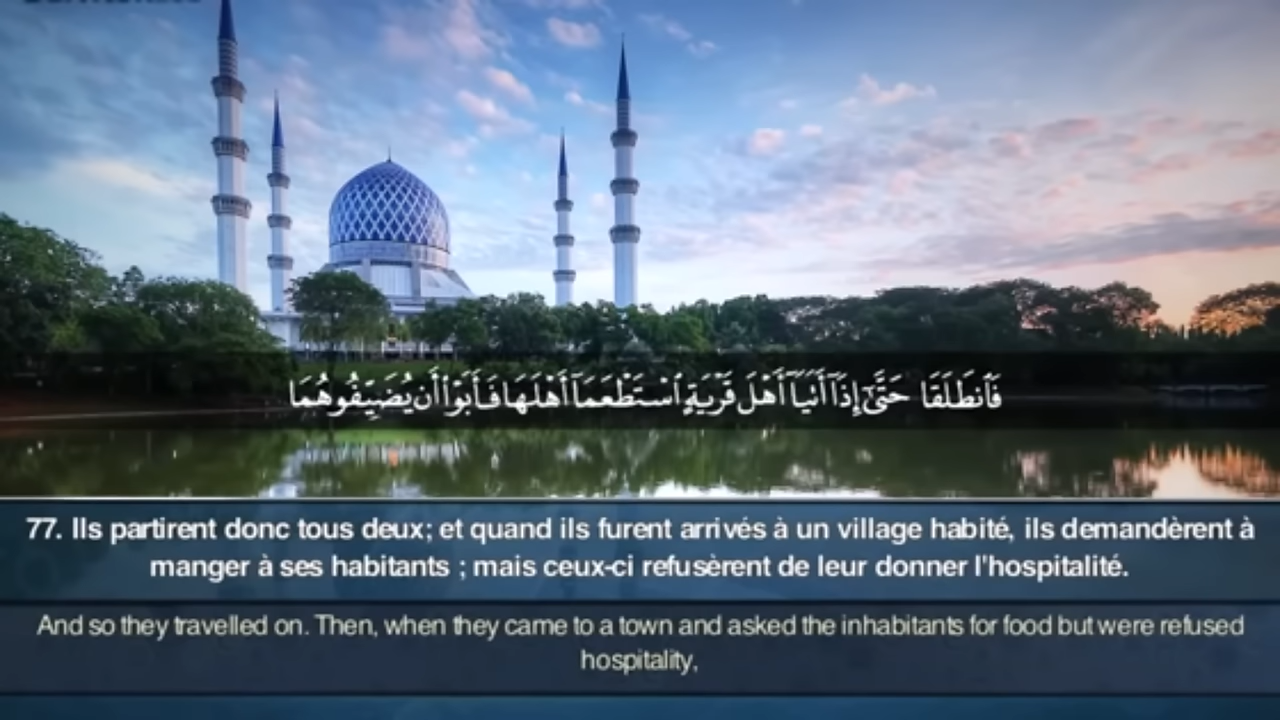 فَٱنطَلَقَا حَتَّىٰٓ إِذَآ أَتَيَآ أَهْلَ قَرْيَةٍ ٱسْتَطْعَمَآ أَهْلَهَا فَأَبَوْا۟ أَن يُضَيِّفُوهُمَا
77. Ils partirent donc tous deux; et quand ils furent arrivés à un village habité, ils demandèrent à
manger à ses habitants ; mais ceux-ci refusèrent de leur donner l'hospitalité.
And so they travelled on. Then, when they came to a town and asked the inhabitants for food but were refused
hospitality,